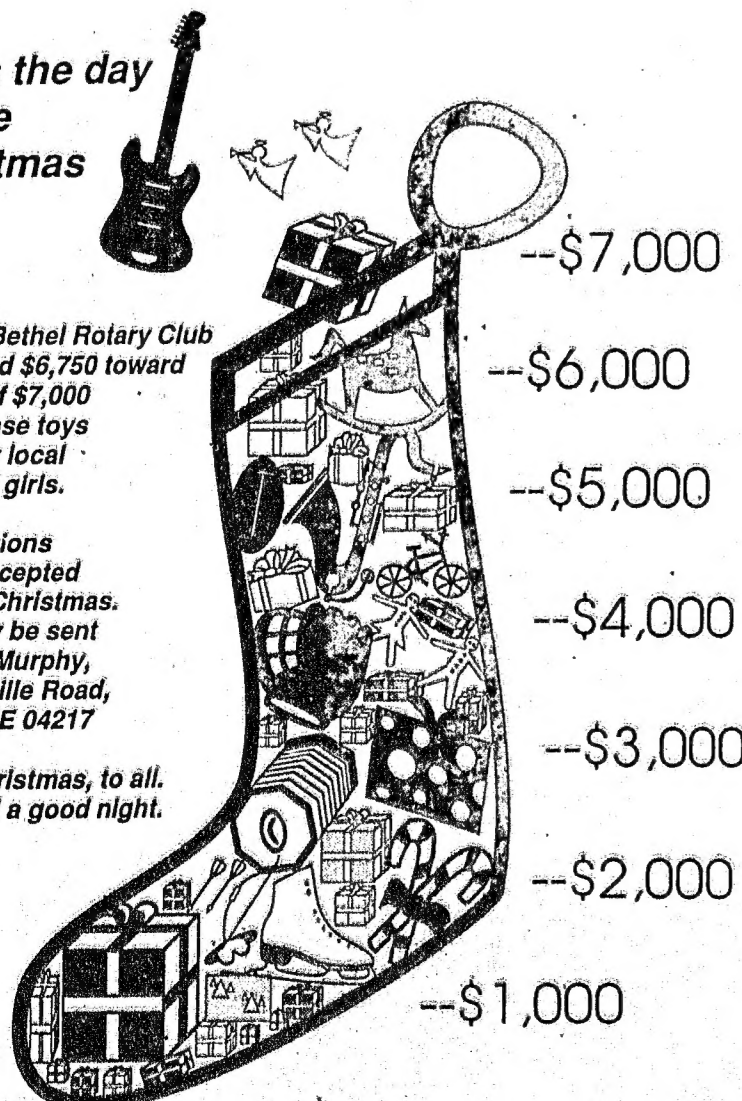 the day
e
tmas
Bethel Rotary Club
d $6,750 toward
f $7,000
ase toys
local
girls.
ions
cepted
Christmas.
be sent
Murphy,
ille Road,
E 04217
ristmas, to all.
a good night.
--$7,000
--$6,000
--$5,000
--$4,000
--$3,000
--$2,000
--$1,000